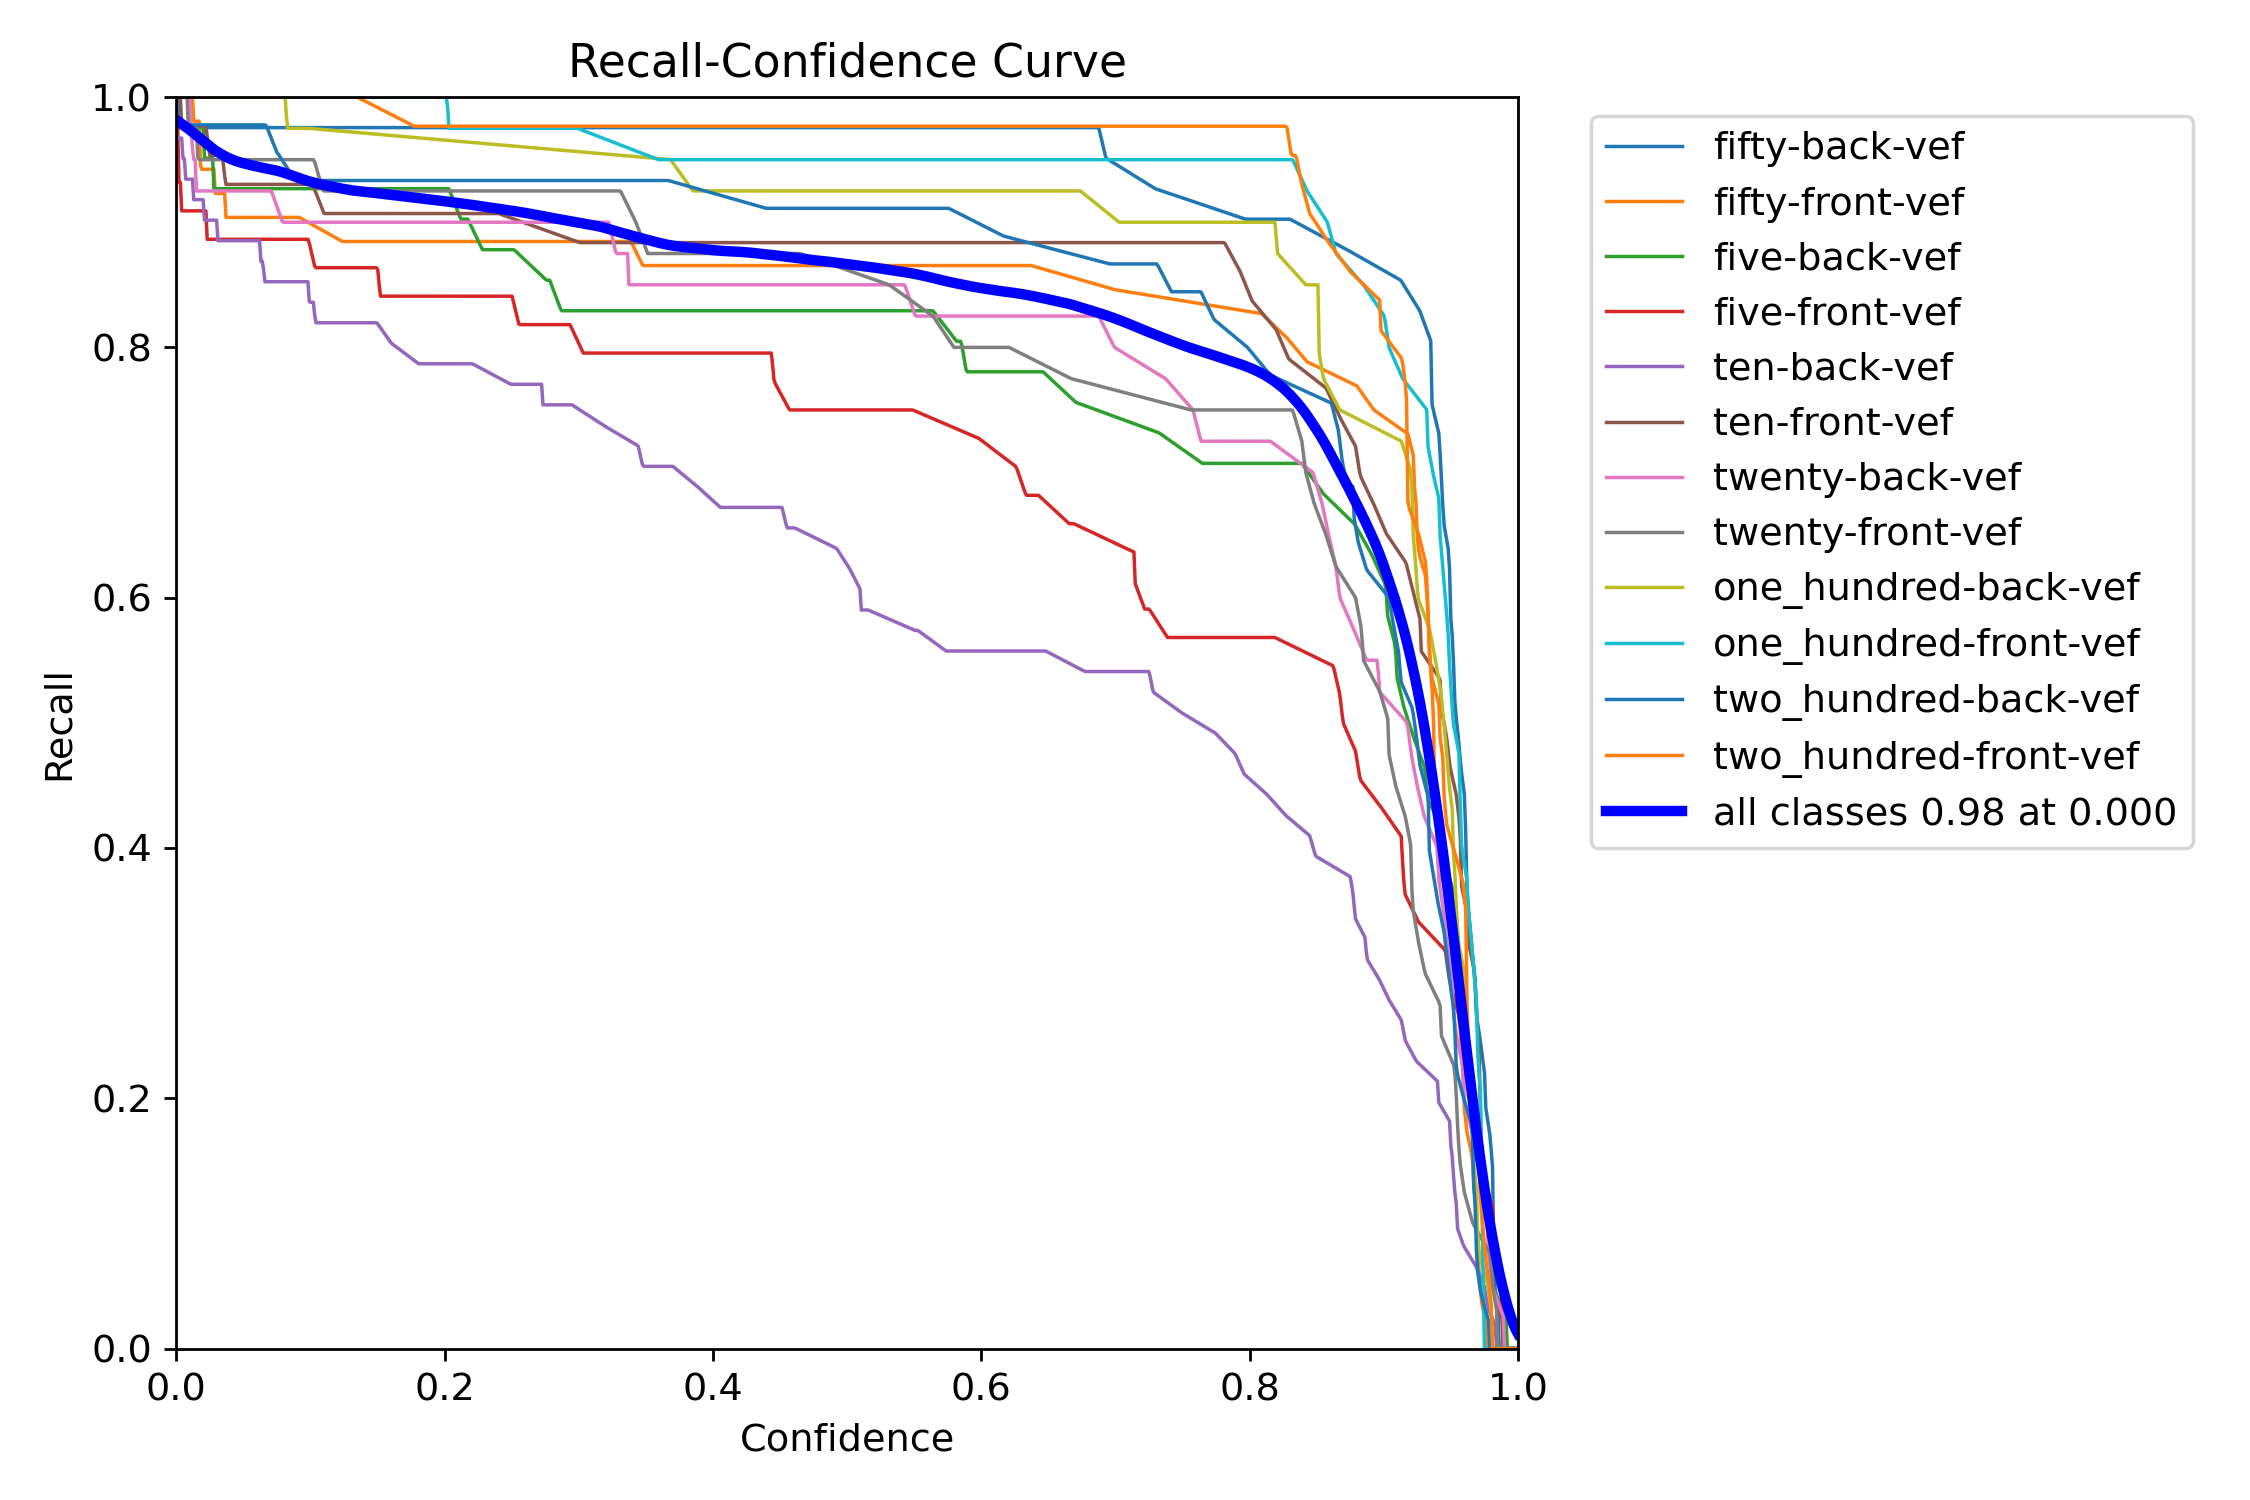 Recall-Confidence Curve
1.0
0.8
0.6
0.4
0.2
0.0
Recall
0.0 0.2 0.4 0.6 0.8 1.0
Confidence
fifty-back-vef
fifty-front-vef
five-back-vef
five-front-vef
ten-back-vef
ten-front-vef
twenty-back-vef
twenty-front-vef
one_hundred-back-vef
one_hundred-front-vef
two_hundred-back-vef
two_hundred-front-vef
all classes 0.98 at 0.000